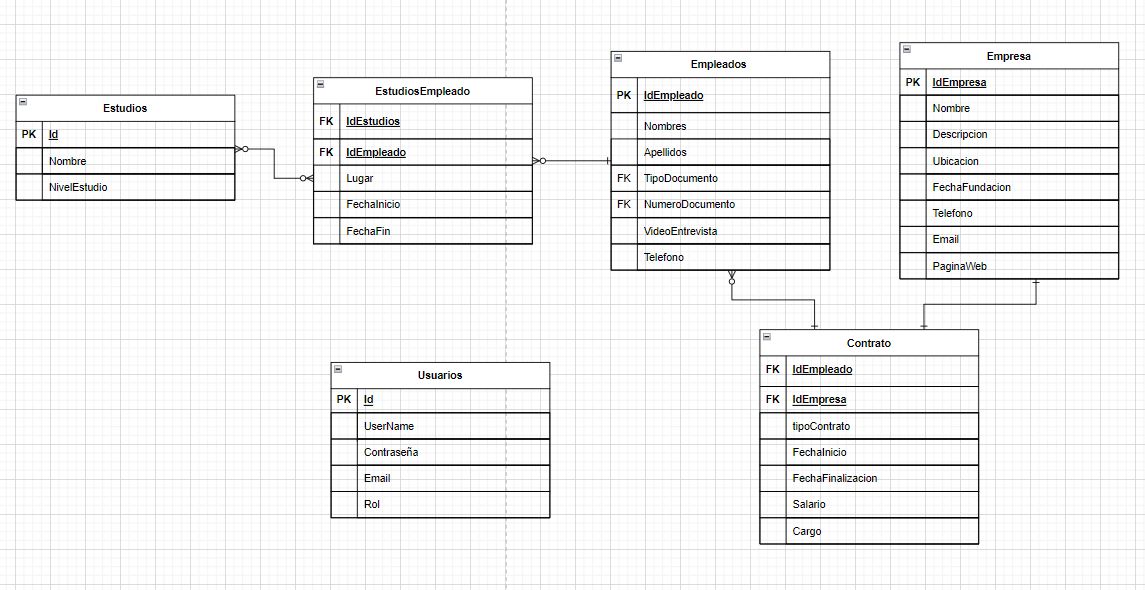 Estudios
PK Id
Nombre
NivelEstudio
EstudiosEmpleado
FK IdEstudios
FK IdEmpleado
Lugar
FechaInicio
FechaFin
Empleados
PK IdEmpleado
Nombres
Apellidos
FK TipoDocumento
FK NumeroDocumento
VideoEntrevista
Telefono
Empresa
PK IdEmpresa
Nombre
Descripcion
Ubicacion
FechaFundacion
Telefono
Email
PaginaWeb
Usuarios
PK Id
UserName
Contraseña
Email
Rol
Contrato
FK IdEmpleado
FK IdEmpresa
tipoContrato
FechaInicio
FechaFinalizacion
Salario
Cargo